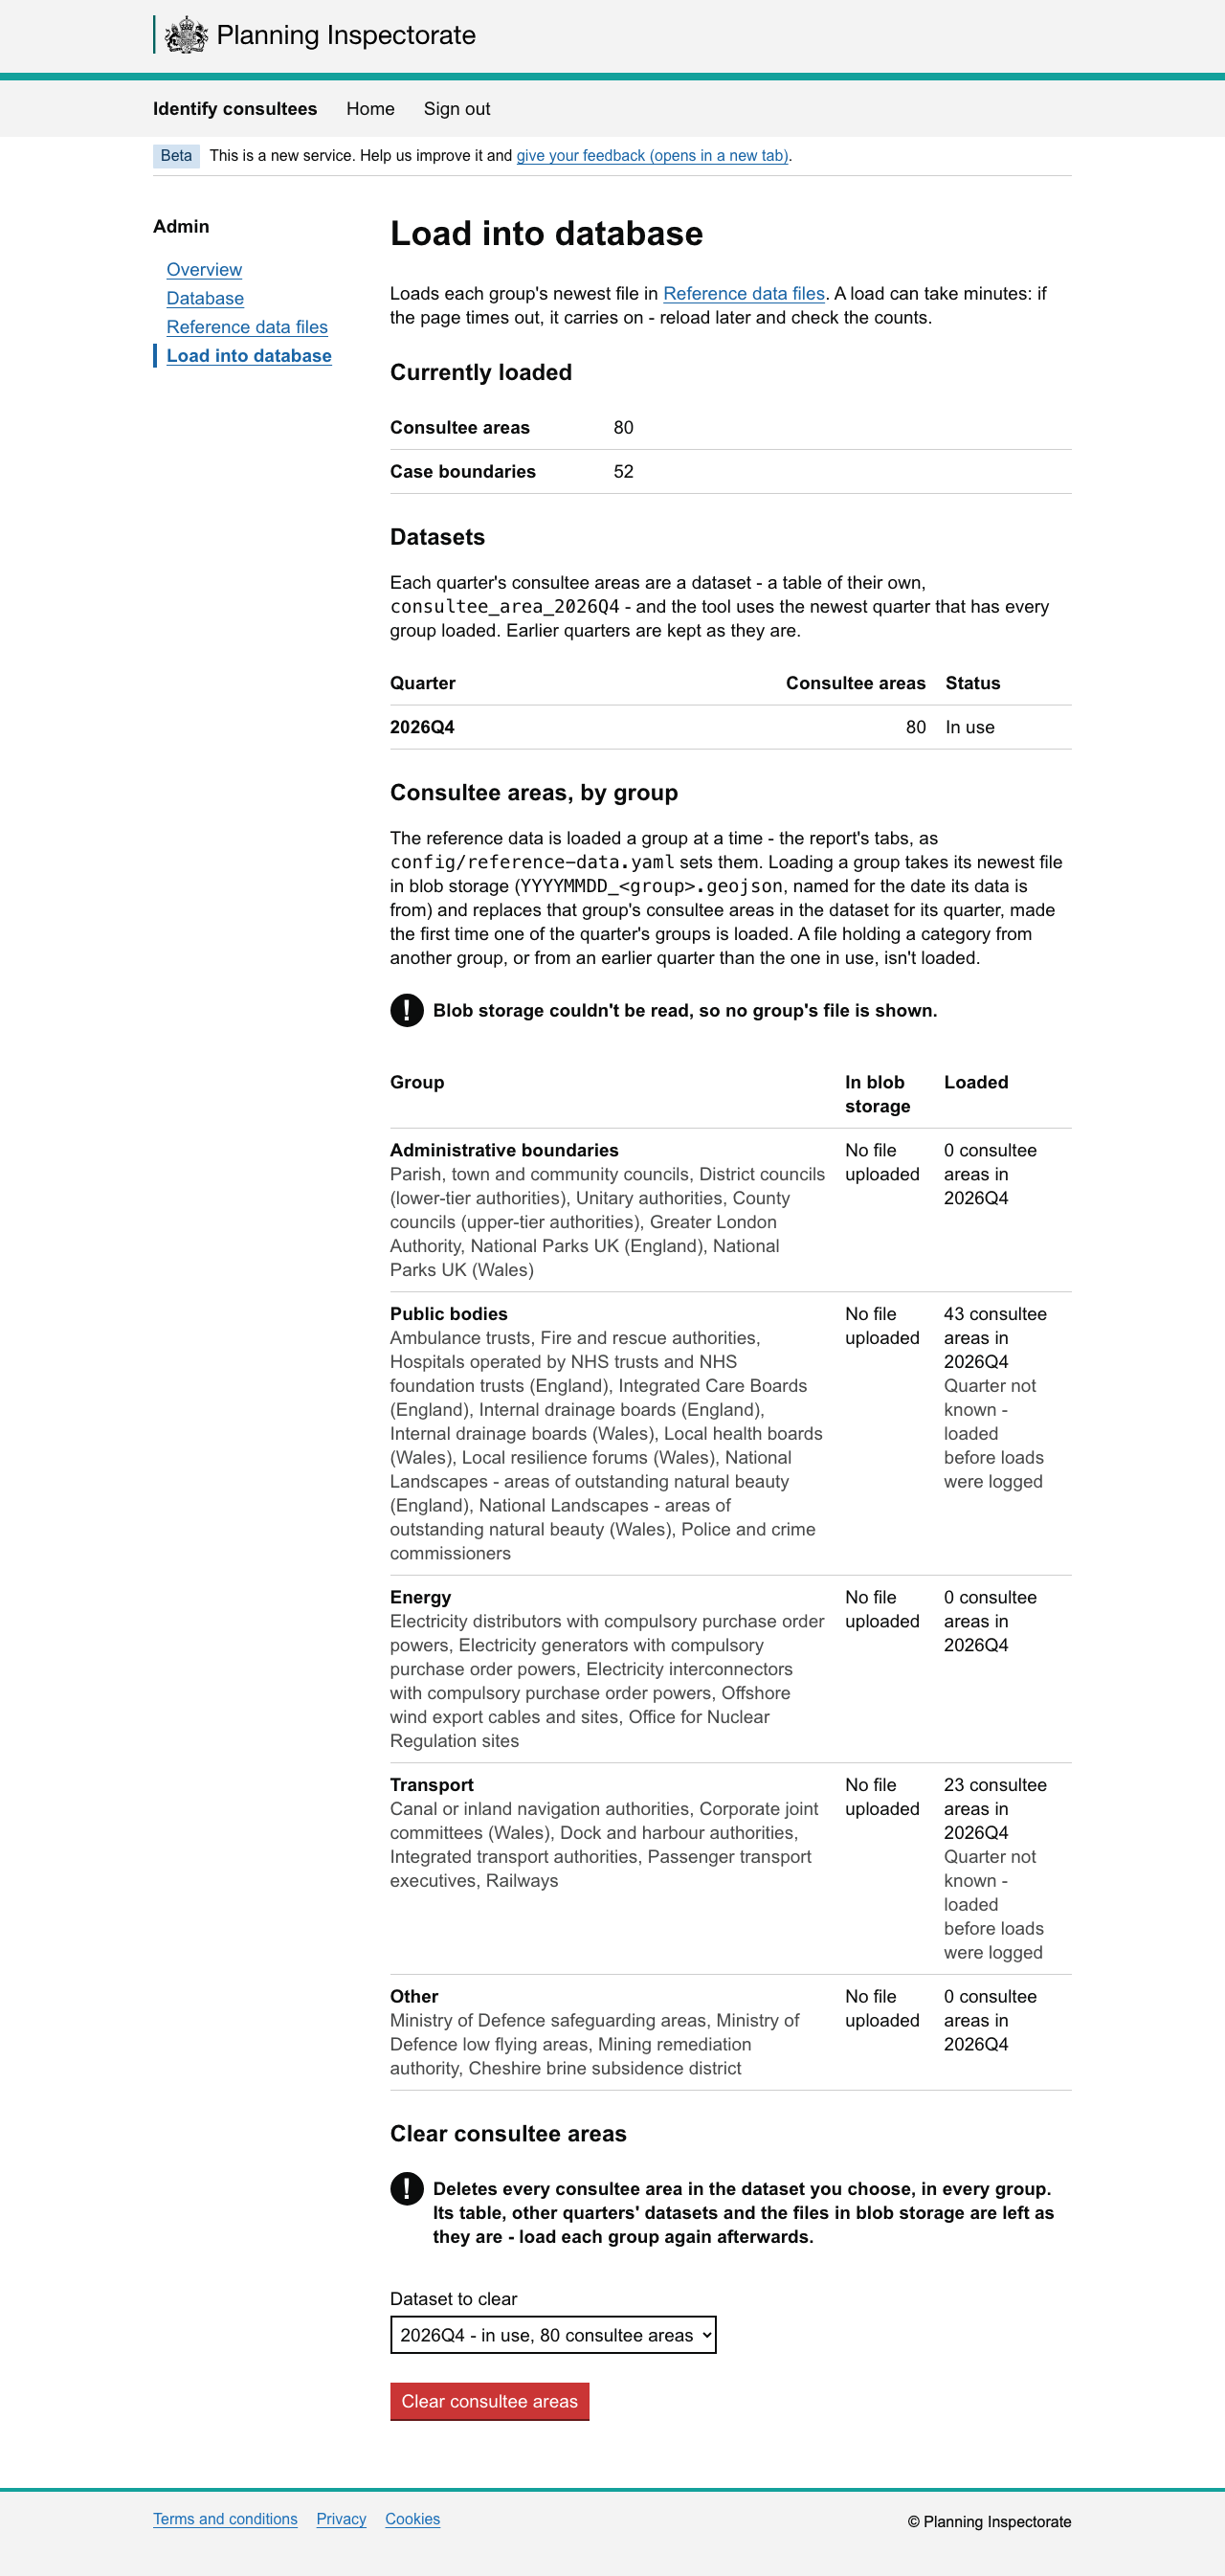 Planning Inspectorate
Identify consultees Home Sign out
Beta This is a new service. Help us improve it and give your feedback (opens in a new tab).
Admin
Overview
Database
Reference data files
Load into database
Load into database
Loads each group's newest file in Reference data files. A load can take minutes: if
the page times out, it carries on - reload later and check the counts.
Currently loaded
Consultee areas 80
Case boundaries 52
Datasets
Each quarter's consultee areas are a dataset - a table of their own,
consultee_area_2026Q4 - and the tool uses the newest quarter that has every
group loaded. Earlier quarters are kept as they are.
Quarter Consultee areas Status
2026Q4 80 In use
Consultee areas, by group
The reference data is loaded a group at a time - the report's tabs, as
config/reference-data.yaml sets them. Loading a group takes its newest file
in blob storage (YYYYMMDD_<group>.geojson, named for the date its data is
from) and replaces that group's consultee areas in the dataset for its quarter, made
the first time one of the quarter's groups is loaded. A file holding a category from
another group, or from an earlier quarter than the one in use, isn't loaded.
! Blob storage couldn't be read, so no group's file is shown.
Group In blob storage Loaded
Administrative boundaries
Parish, town and community councils, District councils
(lower-tier authorities), Unitary authorities, County
councils (upper-tier authorities), Greater London
Authority, National Parks UK (England), National
Parks UK (Wales)
No file
uploaded
0 consultee
areas in
2026Q4
Public bodies
Ambulance trusts, Fire and rescue authorities,
Hospitals operated by NHS trusts and NHS
foundation trusts (England), Integrated Care Boards
(England), Internal drainage boards (England),
Internal drainage boards (Wales), Local health boards
(Wales), Local resilience forums (Wales), National
Landscapes - areas of outstanding natural beauty
(England), National Landscapes - areas of
outstanding natural beauty (Wales), Police and crime
commissioners
No file
uploaded
43 consultee
areas in
2026Q4
Quarter not
known -
loaded
before loads
were logged
Energy
Electricity distributors with compulsory purchase order
powers, Electricity generators with compulsory
purchase order powers, Electricity interconnectors
with compulsory purchase order powers, Offshore
wind export cables and sites, Office for Nuclear
Regulation sites
No file
uploaded
0 consultee
areas in
2026Q4
Transport
Canal or inland navigation authorities, Corporate joint
committees (Wales), Dock and harbour authorities,
Integrated transport authorities, Passenger transport
executives, Railways
No file
uploaded
23 consultee
areas in
2026Q4
Quarter not
known -
loaded
before loads
were logged
Other
Ministry of Defence safeguarding areas, Ministry of
Defence low flying areas, Mining remediation
authority, Cheshire brine subsidence district
No file
uploaded
0 consultee
areas in
2026Q4
Clear consultee areas
! Deletes every consultee area in the dataset you choose, in every group.
Its table, other quarters' datasets and the files in blob storage are left as
they are - load each group again afterwards.
Dataset to clear
2026Q4 - in use, 80 consultee areas
Clear consultee areas
Terms and conditions Privacy Cookies © Planning Inspectorate